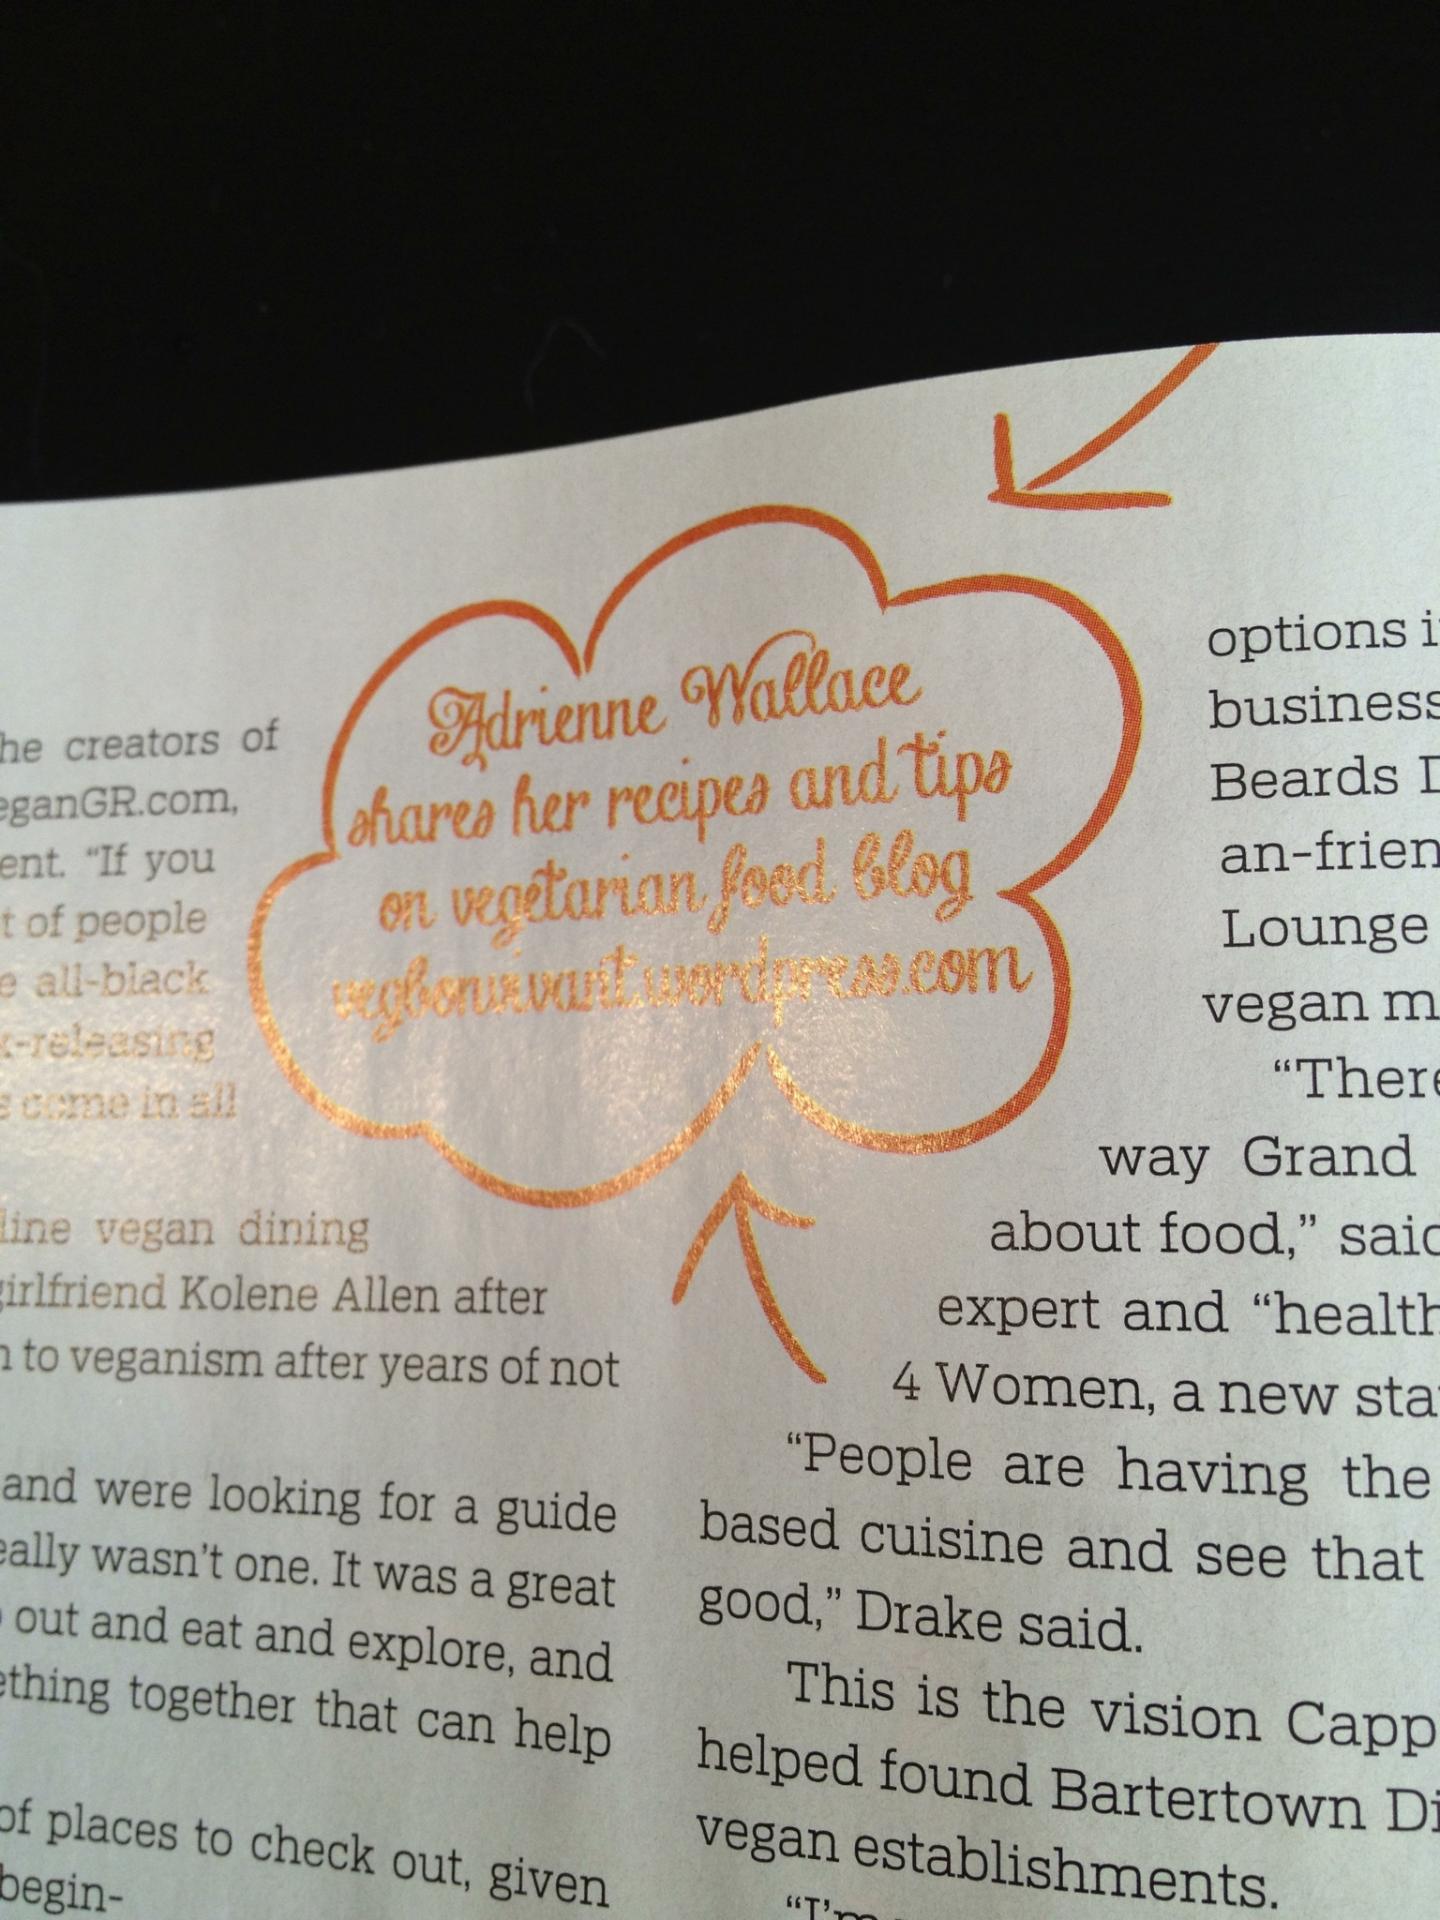 he creators of
eganGR.com,
ent. “If you
t of people
e all-black
x-releasing
s come in all
line vegan dining
girlfriend Kolene Allen after
n to veganism after years of not
and were looking for a guide
eally wasn’t one. It was a great
out and eat and explore, and
ething together that can help
of places to check out, given
begin-
Adrienne Wallace
shares her recipes and tips
on vegetarian food blog
vegbonvivant.wordpress.com
options i
business
Beards D
an-frien
Lounge
vegan m
“There
way Grand
about food,” said
expert and “health
4 Women, a new sta
“People are having the
based cuisine and see that
good,” Drake said.
This is the vision Capp
helped found Bartertown Di
vegan establishments.
“I’m